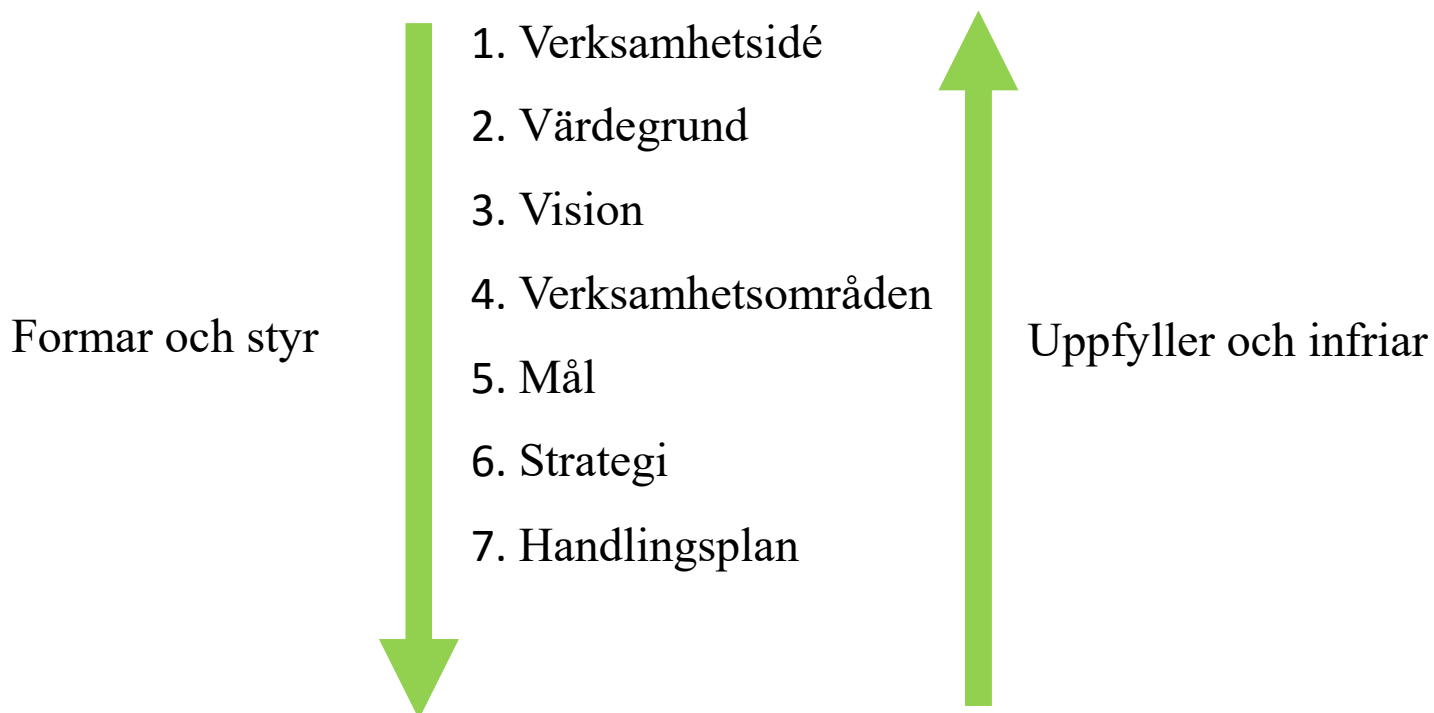 1. Verksamhetsidé
2. Värdegrund
3. Vision
4. Verksamhetsområden
Formar och styr
Uppfyller och infriar
5. Mål
6. Strategi
7. Handlingsplan